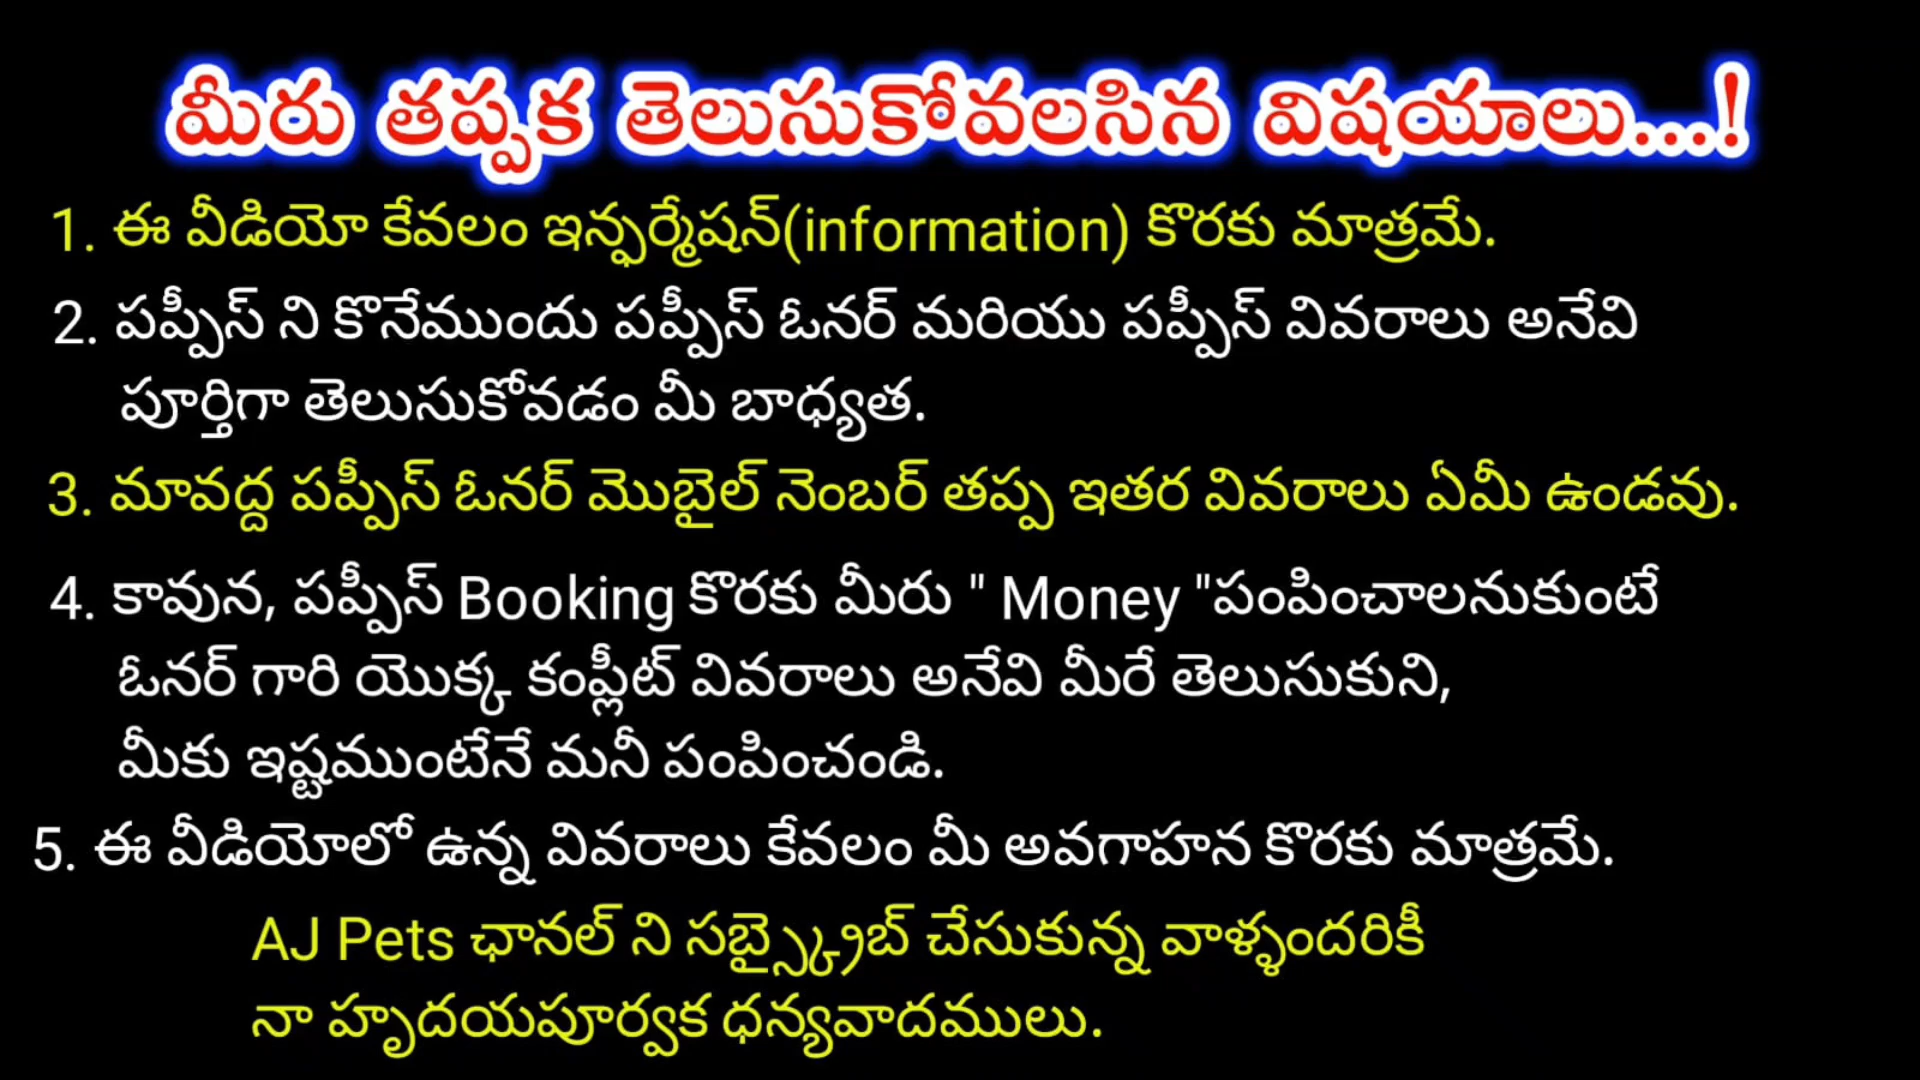 మీరు తప్పక తెలుసుకోవలసిన విషయాలు...!
1. ఈ వీడియో కేవలం ఇన్ఫర్మేషన్(information) కొరకు మాత్రమే.
2. పప్పీస్ ని కొనేముందు పప్పీస్ ఓనర్ మరియు పప్పీస్ వివరాలు అనేవి
పూర్తిగా తెలుసుకోవడం మీ బాధ్యత.
3. మావద్ద పప్పీస్ ఓనర్ మొబైల్ నెంబర్ తప్ప ఇతర వివరాలు ఏమీ ఉండవు.
4. కావున, పప్పీస్ Booking కొరకు మీరు " Money "పంపించాలనుకుంటే
ఓనర్ గారి యొక్క కంప్లీట్ వివరాలు అనేవి మీరే తెలుసుకుని,
మీకు ఇష్టముంటేనే మనీ పంపించండి.
5. ఈ వీడియోలో ఉన్న వివరాలు కేవలం మీ అవగాహన కొరకు మాత్రమే.
AJ Pets ఛానల్ ని సబ్స్క్రైబ్ చేసుకున్న వాళ్ళందరికీ
నా హృదయపూర్వక ధన్యవాదములు.